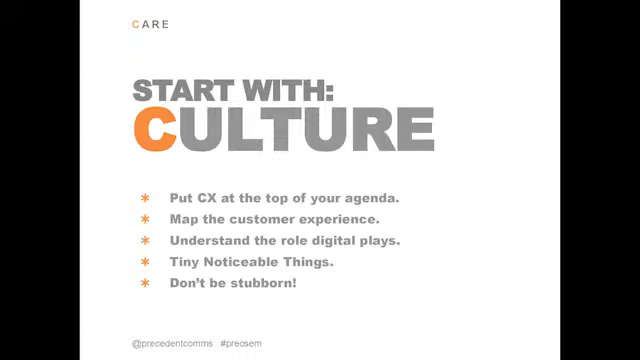 CARE
START WITH:
CULTURE
* Put CX at the top of your agenda.
* Map the customer experience.
* Understand the role digital plays.
* Tiny Noticeable Things.
* Don’t be stubborn!
@precedentcomms #precsem